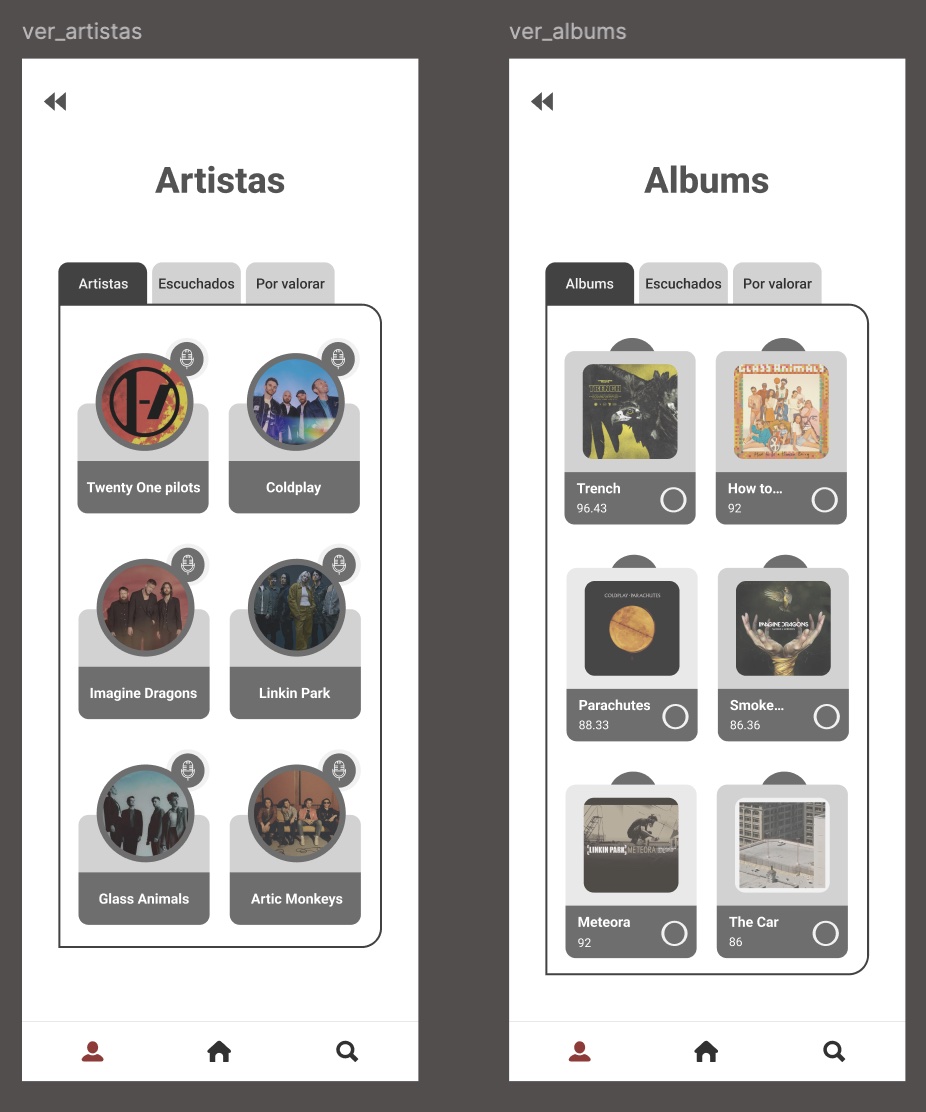 ver_artistas
Artistas
Artistas Escuchados Por valorar
Twenty One pilots Coldplay
Imagine Dragons Linkin Park
Glass Animals Artic Monkeys
ver_albums
Albums
Albums Escuchados Por valorar
TRENCH
GLASS ANIMALS
Trench
96.43
How to...
92
COLDPLAY · PARACHUTES
IMAGINE DRAGONS
Parachutes
88.33
Smoke...
86.36
LINKIN PARK METEORA
Meteora
92
The Car
86